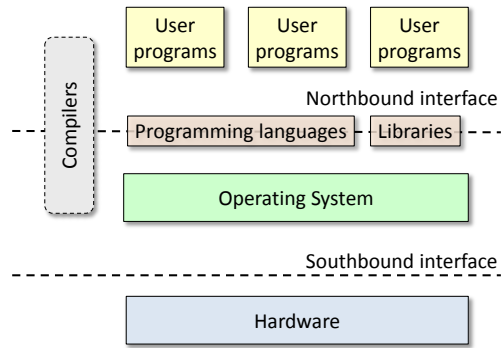 User
programs
User
programs
User
programs
Compilers
Northbound interface
Programming languages
Libraries
Operating System
Southbound interface
Hardware